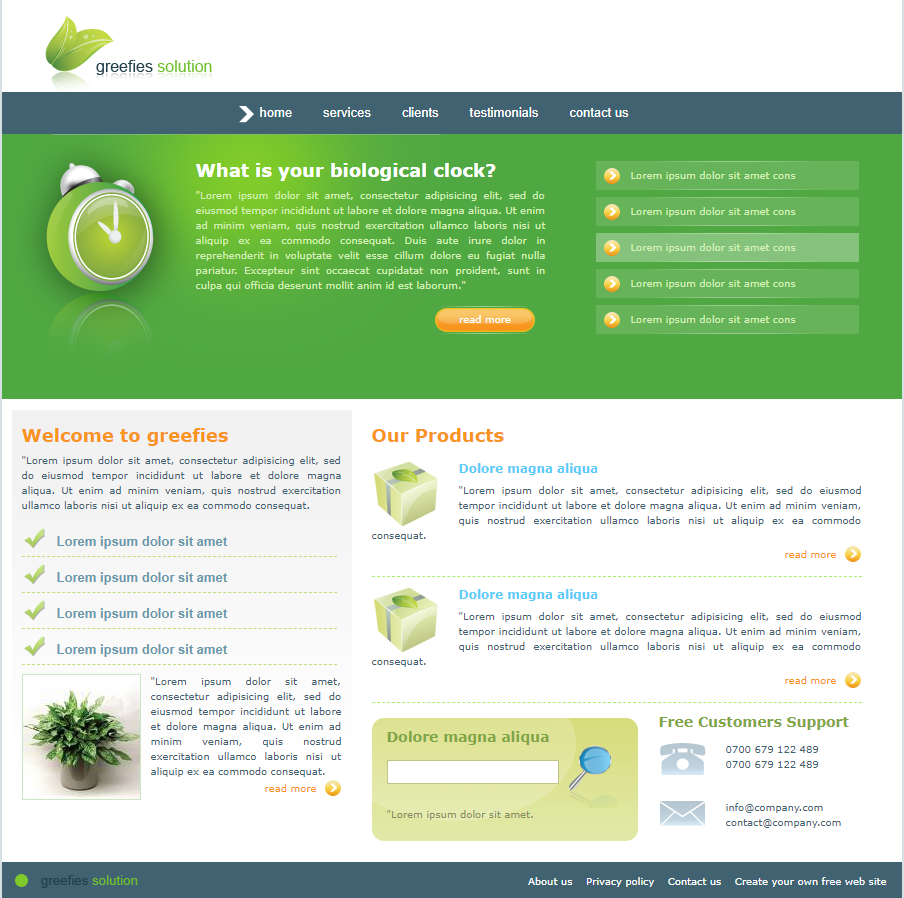 greefies solution
home services clients testimonials contact us
What is your biological clock?
"Lorem ipsum dolor sit amet, consectetur adipisicing elit, sed do
eiusmod tempor incididunt ut labore et dolore magna aliqua. Ut enim
ad minim veniam, quis nostrud exercitation ullamco laboris nisi ut
aliquip ex ea commodo consequat. Duis aute irure dolor in
reprehenderit in voluptate velit esse cillum dolore eu fugiat nulla
pariatur. Excepteur sint occaecat cupidatat non proident, sunt in
culpa qui officia deserunt mollit anim id est laborum."
read more
Lorem ipsum dolor sit amet cons
Lorem ipsum dolor sit amet cons
Lorem ipsum dolor sit amet cons
Lorem ipsum dolor sit amet cons
Lorem ipsum dolor sit amet cons
Welcome to greefies
"Lorem ipsum dolor sit amet, consectetur adipisicing elit, sed
do eiusmod tempor incididunt ut labore et dolore magna
aliqua. Ut enim ad minim veniam, quis nostrud exercitation
ullamco laboris nisi ut aliquip ex ea commodo consequat.
Lorem ipsum dolor sit amet
Lorem ipsum dolor sit amet
Lorem ipsum dolor sit amet
Lorem ipsum dolor sit amet
"Lorem ipsum dolor sit amet,
consectetur adipisicing elit, sed do
eiusmod tempor incididunt ut labore
et dolore magna aliqua. Ut enim ad
minim veniam, quis nostrud
exercitation ullamco laboris nisi ut
aliquip ex ea commodo consequat.
read more
Our Products
Dolore magna aliqua
"Lorem ipsum dolor sit amet, consectetur adipisicing elit, sed do eiusmod
tempor incididunt ut labore et dolore magna aliqua. Ut enim ad minim veniam,
quis nostrud exercitation ullamco laboris nisi ut aliquip ex ea commodo
consequat.
read more
Dolore magna aliqua
"Lorem ipsum dolor sit amet, consectetur adipisicing elit, sed do eiusmod
tempor incididunt ut labore et dolore magna aliqua. Ut enim ad minim veniam,
quis nostrud exercitation ullamco laboris nisi ut aliquip ex ea commodo
consequat.
read more
Dolore magna aliqua
"Lorem ipsum dolor sit amet.
Free Customers Support
0700 679 122 489
0700 679 122 489
info@company.com
contact@company.com
greefies solution
About us Privacy policy Contact us Create your own free web site